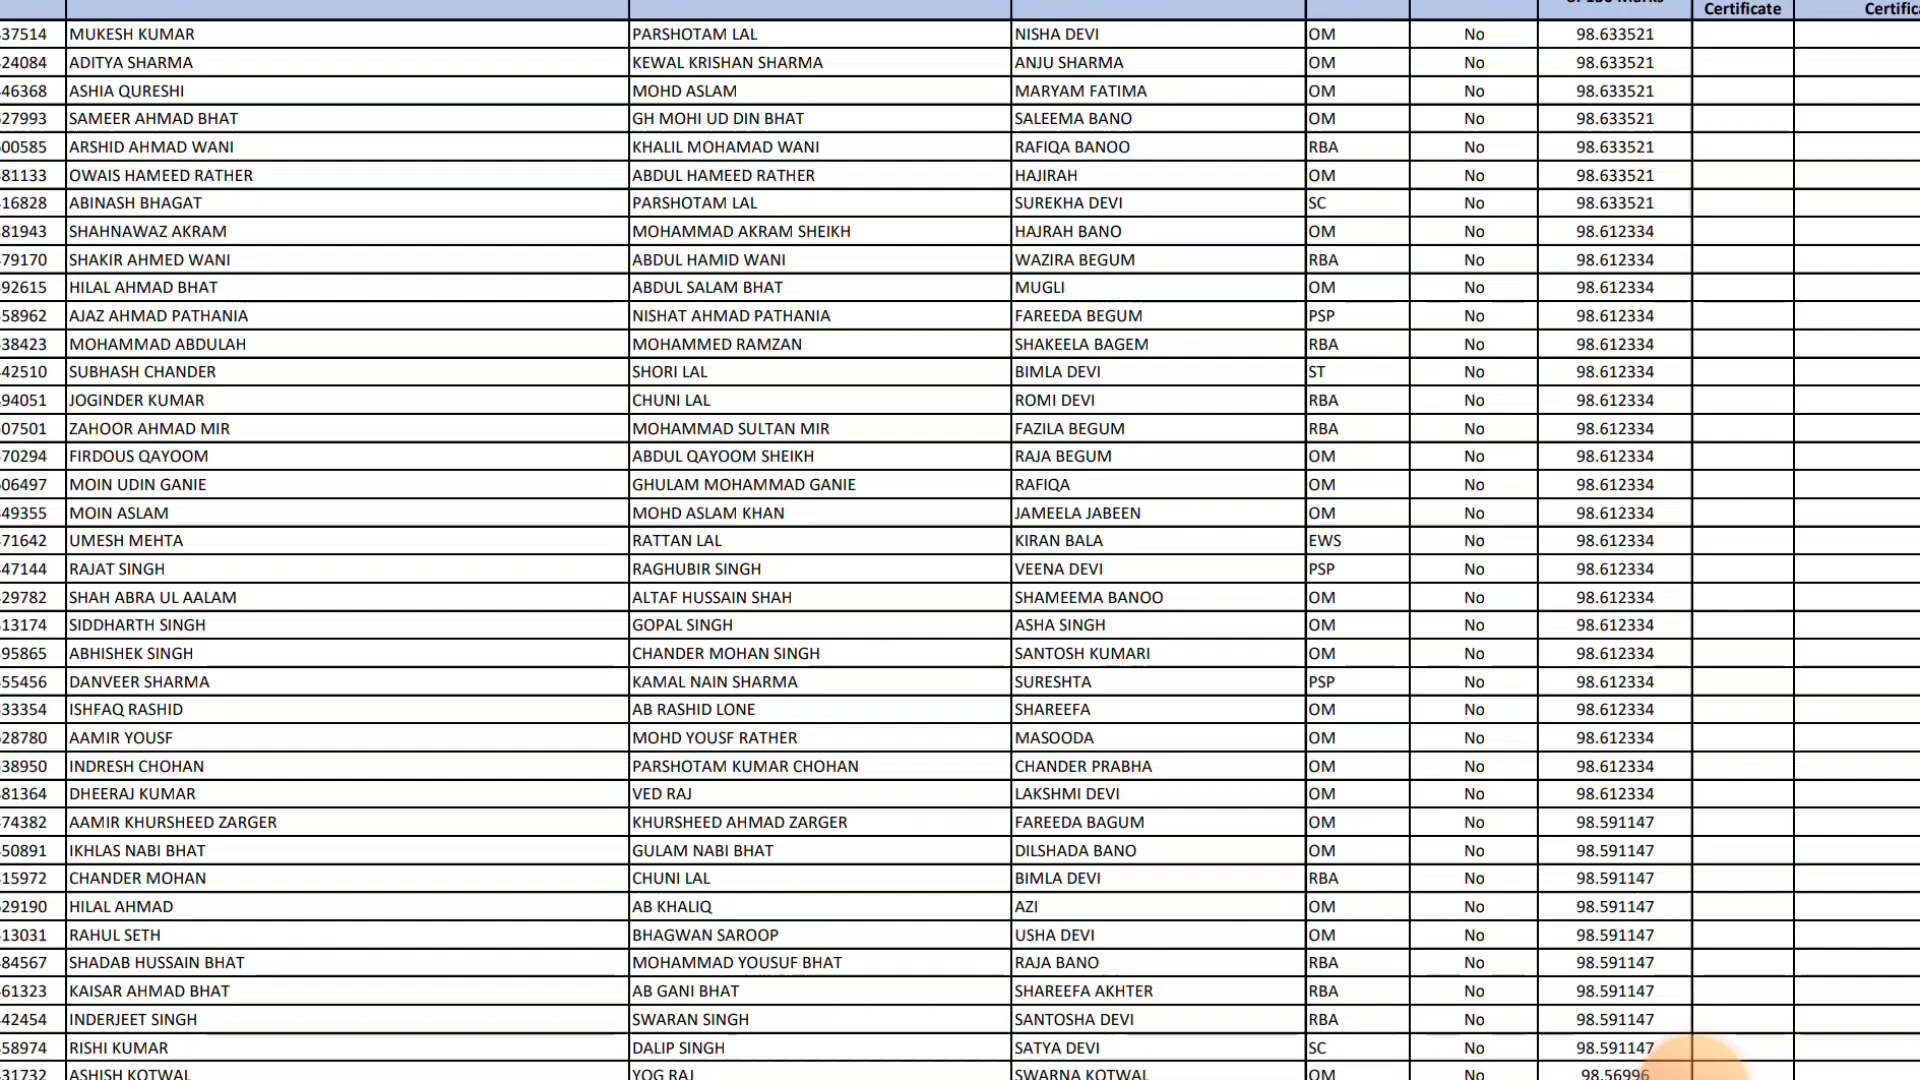 Certificate Certifica
37514 MUKESH KUMAR PARSHOTAM LAL NISHA DEVI OM No 98.633521
24084 ADITYA SHARMA KEWAL KRISHAN SHARMA ANJU SHARMA OM No 98.633521
46368 ASHIA QURESHI MOHD ASLAM MARYAM FATIMA OM No 98.633521
27993 SAMEER AHMAD BHAT GH MOHI UD DIN BHAT SALEEMA BANO OM No 98.633521
00585 ARSHID AHMAD WANI KHALIL MOHAMAD WANI RAFIQA BANOO RBA No 98.633521
81133 OWAIS HAMEED RATHER ABDUL HAMEED RATHER HAJIRAH OM No 98.633521
16828 ABINASH BHAGAT PARSHOTAM LAL SUREKHA DEVI SC No 98.633521
81943 SHAHNAWAZ AKRAM MOHAMMAD AKRAM SHEIKH HAJRAH BANO OM No 98.612334
79170 SHAKIR AHMED WANI ABDUL HAMID WANI WAZIRA BEGUM RBA No 98.612334
92615 HILAL AHMAD BHAT ABDUL SALAM BHAT MUGLI OM No 98.612334
58962 AJAZ AHMAD PATHANIA NISHAT AHMAD PATHANIA FAREEDA BEGUM PSP No 98.612334
38423 MOHAMMAD ABDULAH MOHAMMED RAMZAN SHAKEELA BAGEM RBA No 98.612334
42510 SUBHASH CHANDER SHORI LAL BIMLA DEVI ST No 98.612334
94051 JOGINDER KUMAR CHUNI LAL ROMI DEVI RBA No 98.612334
07501 ZAHOOR AHMAD MIR MOHAMMAD SULTAN MIR FAZILA BEGUM RBA No 98.612334
70294 FIRDOUS QAYOOM ABDUL QAYOOM SHEIKH RAJA BEGUM OM No 98.612334
06497 MOIN UDIN GANIE GHULAM MOHAMMAD GANIE RAFIQA OM No 98.612334
49355 MOIN ASLAM MOHD ASLAM KHAN JAMEELA JABEEN OM No 98.612334
71642 UMESH MEHTA RATTAN LAL KIRAN BALA EWS No 98.612334
47144 RAJAT SINGH RAGHUBIR SINGH VEENA DEVI PSP No 98.612334
29782 SHAH ABRA UL AALAM ALTAF HUSSAIN SHAH SHAMEEMA BANOO OM No 98.612334
13174 SIDDHARTH SINGH GOPAL SINGH ASHA SINGH OM No 98.612334
95865 ABHISHEK SINGH CHANDER MOHAN SINGH SANTOSH KUMARI OM No 98.612334
55456 DANVEER SHARMA KAMAL NAIN SHARMA SURESHTA PSP No 98.612334
33354 ISHFAQ RASHID AB RASHID LONE SHAREEFA OM No 98.612334
28780 AAMIR YOUSF MOHD YOUSF RATHER MASOODA OM No 98.612334
38950 INDRESH CHOHAN PARSHOTAM KUMAR CHOHAN CHANDER PRABHA OM No 98.612334
81364 DHEERAJ KUMAR VED RAJ LAKSHMI DEVI OM No 98.612334
74382 AAMIR KHURSHEED ZARGER KHURSHEED AHMAD ZARGER FAREEDA BAGUM OM No 98.591147
50891 IKHLAS NABI BHAT GULAM NABI BHAT DILSHADA BANO OM No 98.591147
15972 CHANDER MOHAN CHUNI LAL BIMLA DEVI RBA No 98.591147
29190 HILAL AHMAD AB KHALIQ AZI OM No 98.591147
13031 RAHUL SETH BHAGWAN SAROOP USHA DEVI OM No 98.591147
84567 SHADAB HUSSAIN BHAT MOHAMMAD YOUSUF BHAT RAJA BANO RBA No 98.591147
61323 KAISAR AHMAD BHAT AB GANI BHAT SHAREEFA AKHTER RBA No 98.591147
42454 INDERJEET SINGH SWARAN SINGH SANTOSHA DEVI RBA No 98.591147
58974 RISHI KUMAR DALIP SINGH SATYA DEVI SC No 98.591147
31732 ASHISH KOTWAL YOG RAJ SWARNA KOTWAL OM No 98.56996